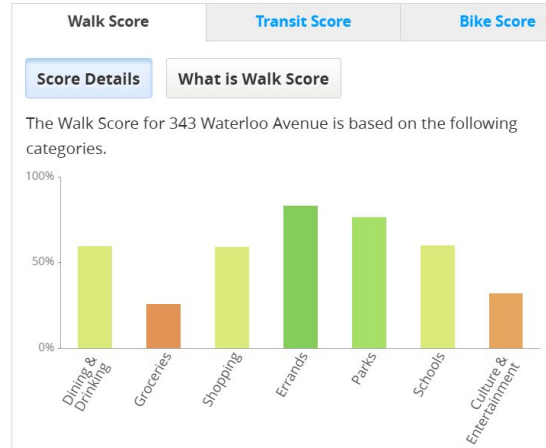 Walk Score
Transit Score
Bike Score
Score Details
What is Walk Score
The Walk Score for 343 Waterloo Avenue is based on the following
categories.
100%
50%
0%
Dining &
Drinking
Groceries
Shopping
Errands
Parks
Schools
Culture &
Entertainment